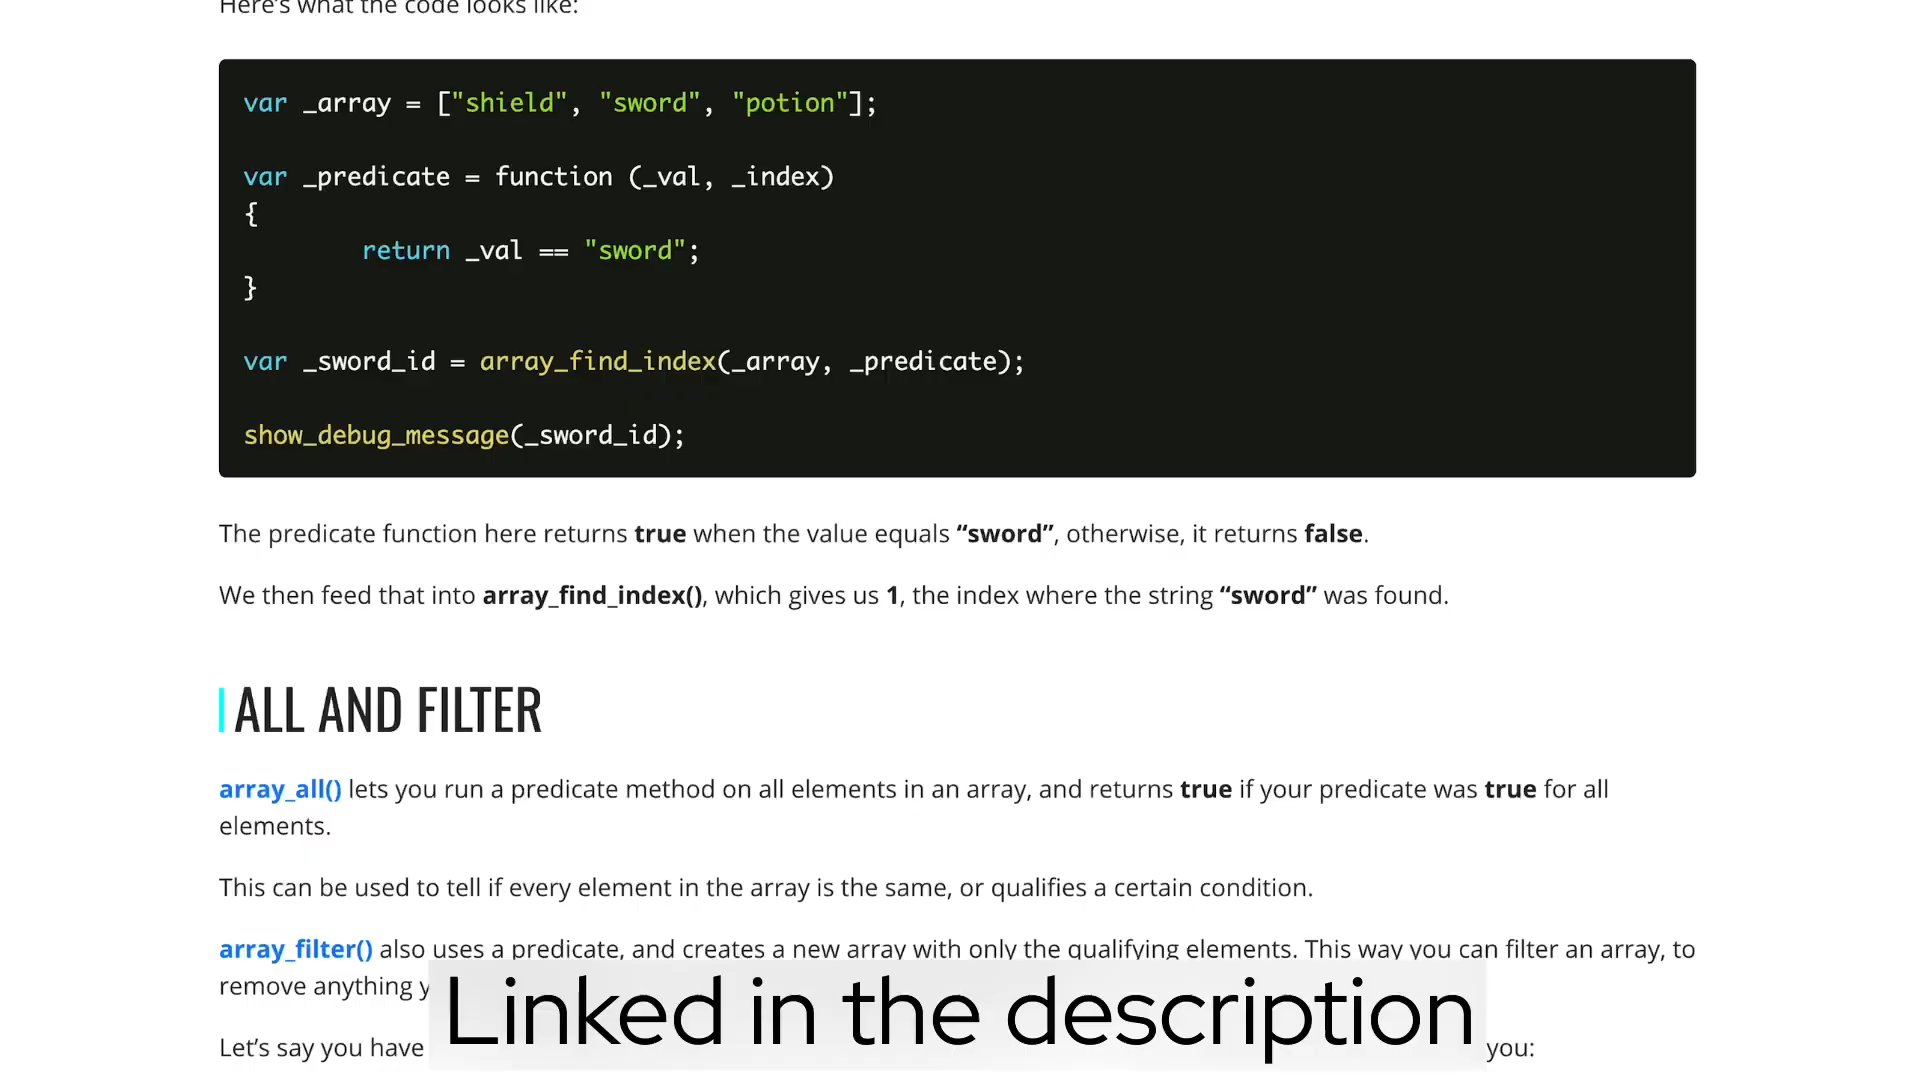 Here's what the code looks like:
var _array = ["shield", "sword", "potion"];
var _predicate = function (_val, _index)
{
return _val == "sword";
}
var _sword_id = array_find_index(_array, _predicate);
show_debug_message(_sword_id);
The predicate function here returns true when the value equals “sword”, otherwise, it returns false.
We then feed that into array_find_index(), which gives us 1, the index where the string “sword” was found.
ALL AND FILTER
array_all() lets you run a predicate method on all elements in an array, and returns true if your predicate was true for all
elements.
This can be used to tell if every element in the array is the same, or qualifies a certain condition.
array_filter() also uses a predicate, and creates a new array with only the qualifying elements. This way you can filter an array, to
remove anything
Linked in the description
Let’s say you have you: